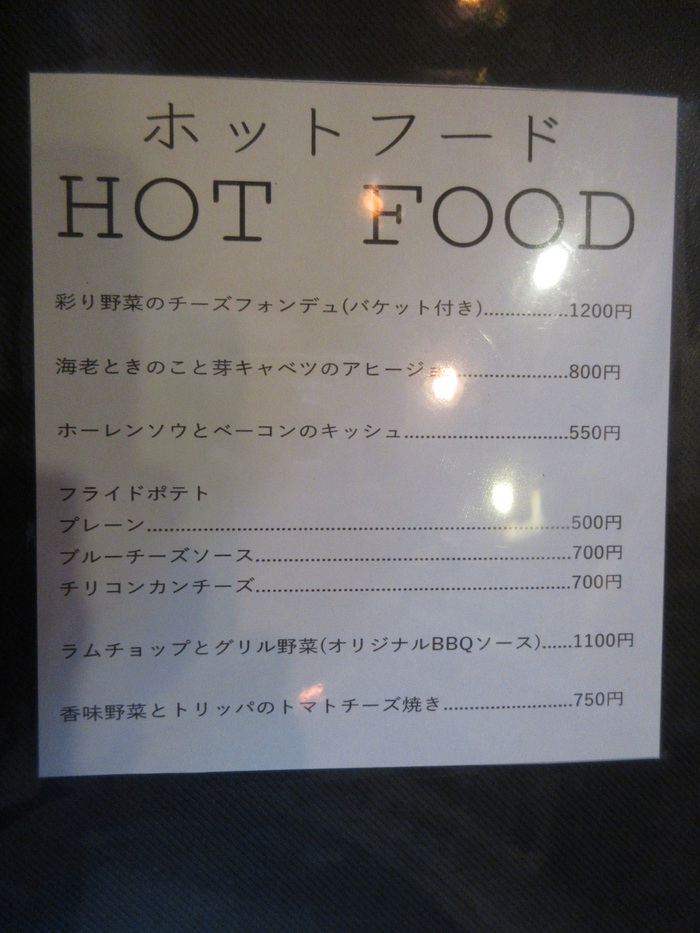 ホットフード
HOT FOOD
彩り野菜のチーズフォンデュ(バケット付き)...............1200円
海老ときのこと芽キャベツのアヒージョ....................800円
ホーレンソウとベーコンのキッシュ.............................550円
フライドポテト
プレーン...........................................................................500円
ブルーチーズソース........................................................700円
チリコンカンチーズ........................................................700円
ラムチョップとグリル野菜(オリジナルBBQソース)......1100円
香味野菜とトリッパのトマトチーズ焼き.......................750円